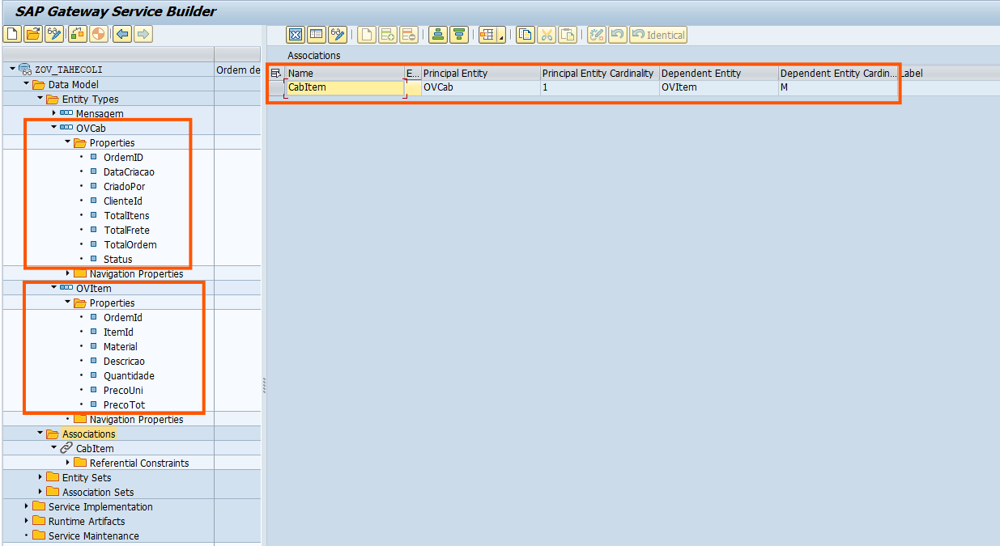 SAP Gateway Service Builder
Identical
Ordem de
ZOV_TAHECOLI
Data Model
Entity Types
Mensagem
OVCab
Properties
OrdemID
DataCriacao
CriadoPor
ClienteId
TotalItens
TotalFrete
TotalOrdem
Status
Navigation Properties
OVItem
Properties
OrdemId
ItemId
Material
Descricao
Quantidade
PrecoUni
PrecoTot
Navigation Properties
Associations
CabItem
Referential Constraints
Entity Sets
Association Sets
Service Implementation
Runtime Artifacts
Service Maintenance
Associations
Name E... Principal Entity Principal Entity Cardinality Dependent Entity Dependent Entity Cardin... Label
CabItem OVCab 1 OVItem M